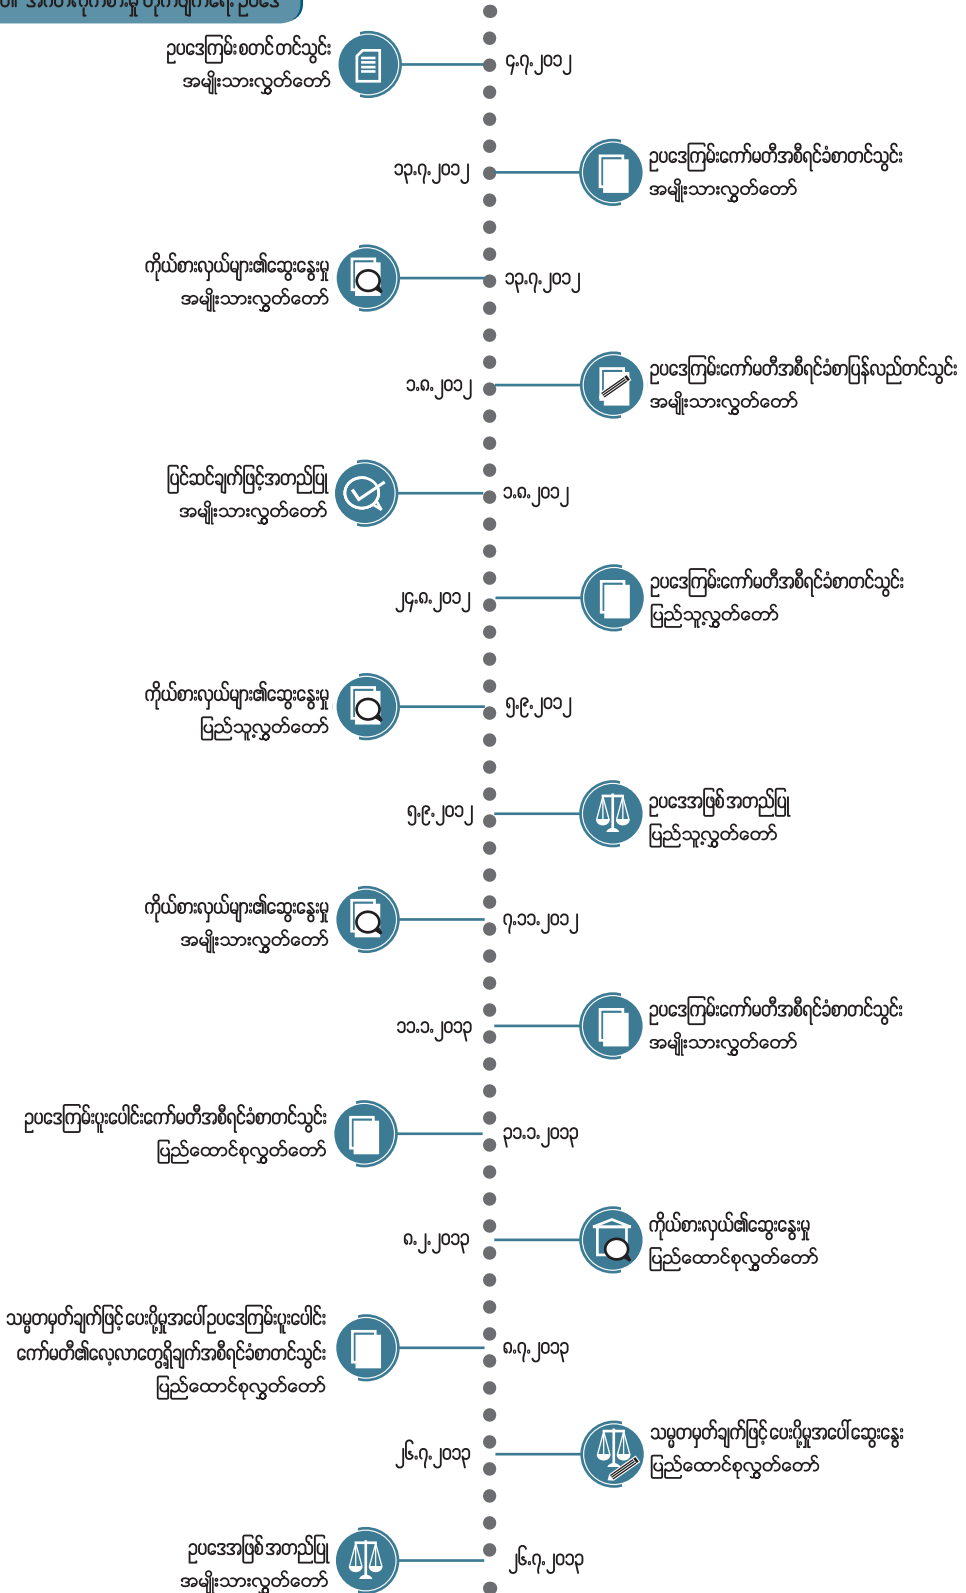 ဥပဒေကြမ်းစတင်တင်သွင်း
အမျိုးသားလွှတ်တော်
၄.၇.၂၀၁၂
၁၃.၇.၂၀၁၂
ဥပဒေကြမ်းကော်မတီအစီရင်ခံစာတင်သွင်း
အမျိုးသားလွှတ်တော်
ကိုယ်စားလှယ်များ၏ဆွေးနွေးမှု
အမျိုးသားလွှတ်တော်
၁၃.၇.၂၀၁၂
၁.၈.၂၀၁၂
ဥပဒေကြမ်းကော်မတီအစီရင်ခံစာပြန်လည်တင်သွင်း
အမျိုးသားလွှတ်တော်
ပြင်ဆင်ချက်ဖြင့်အတည်ပြု
အမျိုးသားလွှတ်တော်
၁.၈.၂၀၁၂
၂၄.၈.၂၀၁၂
ဥပဒေကြမ်းကော်မတီအစီရင်ခံစာတင်သွင်း
ပြည်သူ့လွှတ်တော်
ကိုယ်စားလှယ်များ၏ဆွေးနွေးမှု
ပြည်သူ့လွှတ်တော်
၅.၉.၂၀၁၂
၅.၉.၂၀၁၂
ဥပဒေအဖြစ်အတည်ပြု
ပြည်သူ့လွှတ်တော်
ကိုယ်စားလှယ်များ၏ဆွေးနွေးမှု
အမျိုးသားလွှတ်တော်
၇.၁၁.၂၀၁၂
၁၁.၁.၂၀၁၃
ဥပဒေကြမ်းကော်မတီအစီရင်ခံစာတင်သွင်း
အမျိုးသားလွှတ်တော်
ဥပဒေကြမ်းပူးပေါင်းကော်မတီအစီရင်ခံစာတင်သွင်း
ပြည်ထောင်စုလွှတ်တော်
၃၁.၁.၂၀၁၃
၈.၂.၂၀၁၃
ကိုယ်စားလှယ်၏ဆွေးနွေးမှု
ပြည်ထောင်စုလွှတ်တော်
သမ္မတမှတ်ချက်ဖြင့် ပေးပို့မှုအပေါ် ဥပဒေကြမ်းပူးပေါင်း
ကော်မတီ၏လေ့လာတွေ့ရှိချက်အစီရင်ခံစာတင်သွင်း
ပြည်ထောင်စုလွှတ်တော်
၈.၇.၂၀၁၃
၂၆.၇.၂၀၁၃
သမ္မတမှတ်ချက်ဖြင့် ပေးပို့မှုအပေါ် ဆွေးနွေး
ပြည်ထောင်စုလွှတ်တော်
ဥပဒေအဖြစ်အတည်ပြု
အမျိုးသားလွှတ်တော်
၂၆.၇.၂၀၁၃